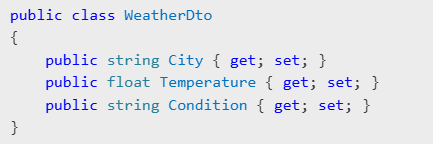 public class WeatherDto
{
    public string City { get; set; }
    public float Temperature { get; set; }
    public string Condition { get; set; }
}